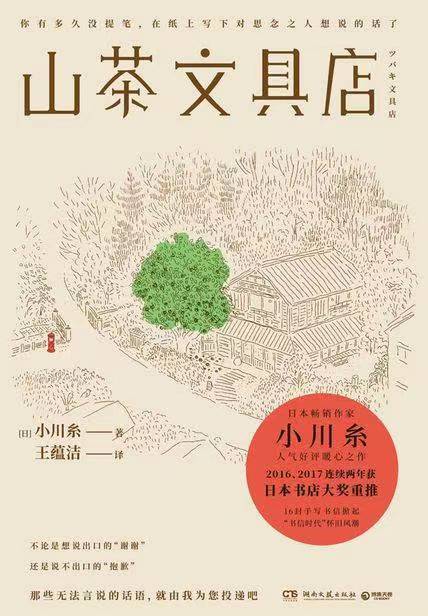 你有多久没提笔，在纸上写下对思念之人想说的话了
山茶文具店
ツバキ文具店
[日] 小川糸——著
王蕴洁——译
日本畅销作家
小川糸
人气好评暖心之作
2016、2017连续两年获
日本书店大奖重推
16封手写书信掀起
“书信时代”怀旧风潮
不论是想说出口的“谢谢”
还是说不出口的“抱歉”
那些无法言说的话语，就由我为您投递吧
湖南文艺出版社
博集天卷
CS-BOOKY